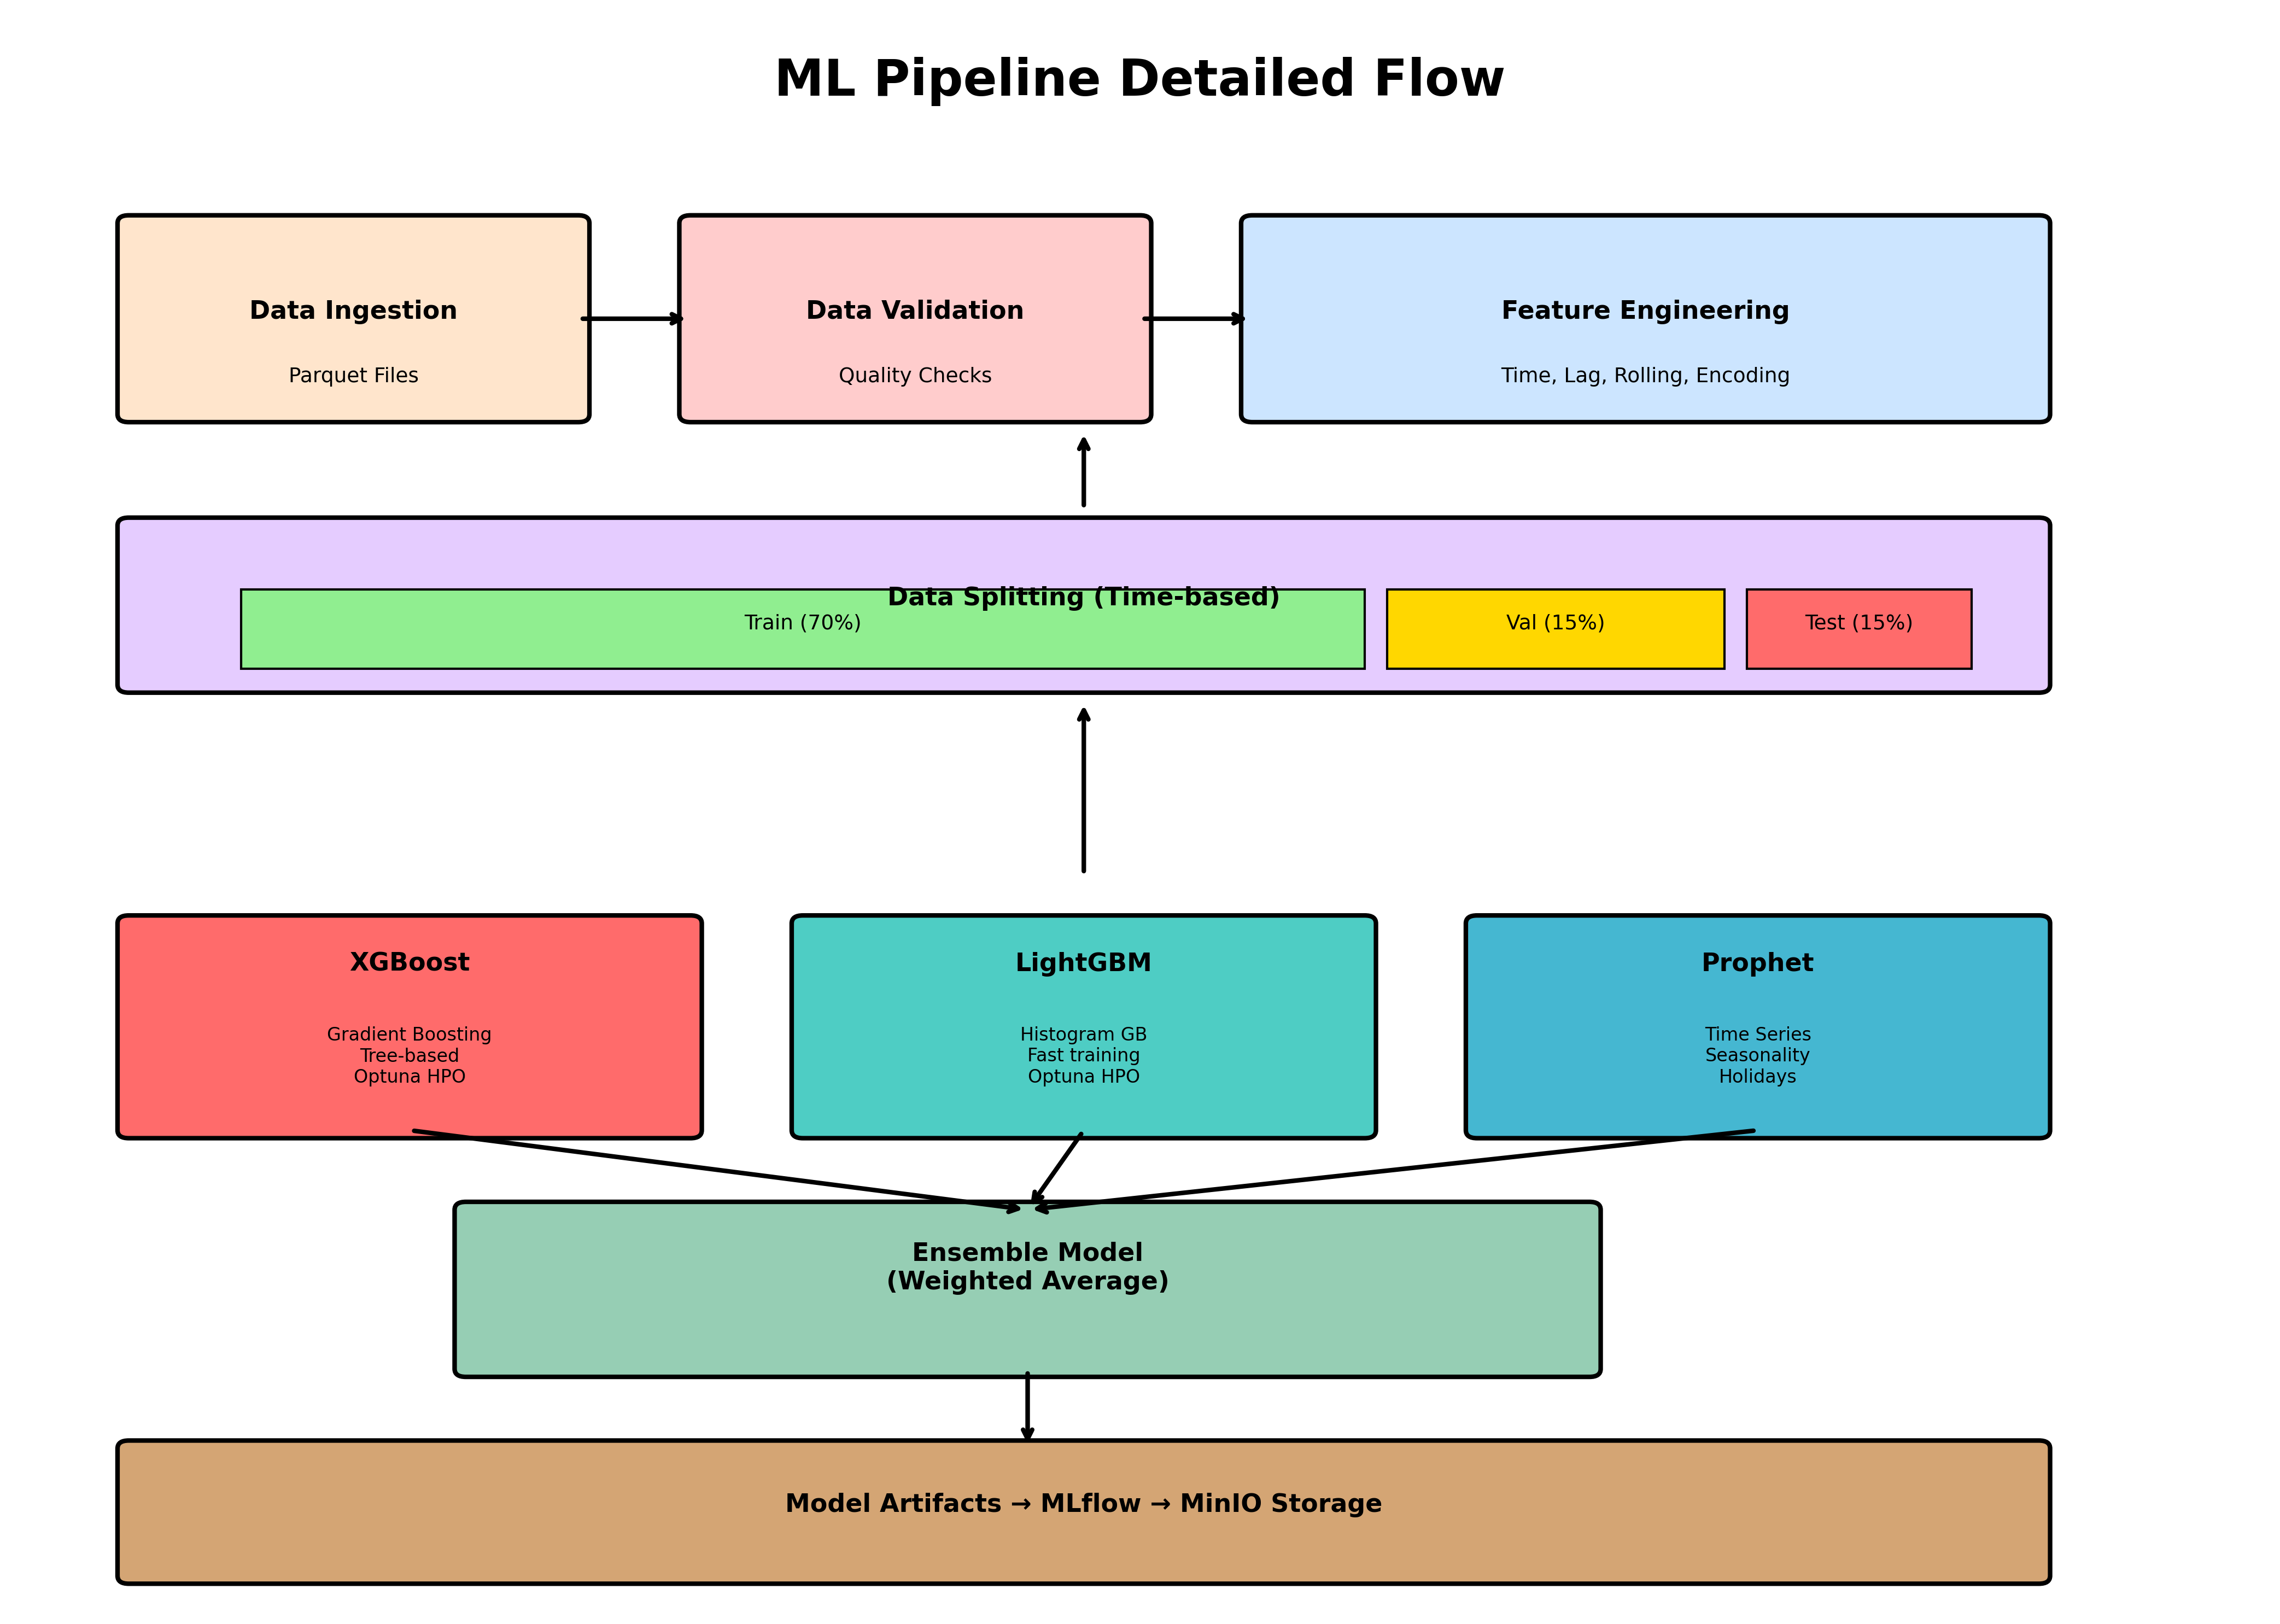 ML Pipeline Detailed Flow
Data Ingestion
Parquet Files
Data Validation
Quality Checks
Feature Engineering
Time, Lag, Rolling, Encoding
Data Splitting (Time-based)
Train (70%)
Val (15%)
Test (15%)
XGBoost
Gradient Boosting
Tree-based
Optuna HPO
LightGBM
Histogram GB
Fast training
Optuna HPO
Prophet
Time Series
Seasonality
Holidays
Ensemble Model
(Weighted Average)
Model Artifacts → MLflow → MinIO Storage